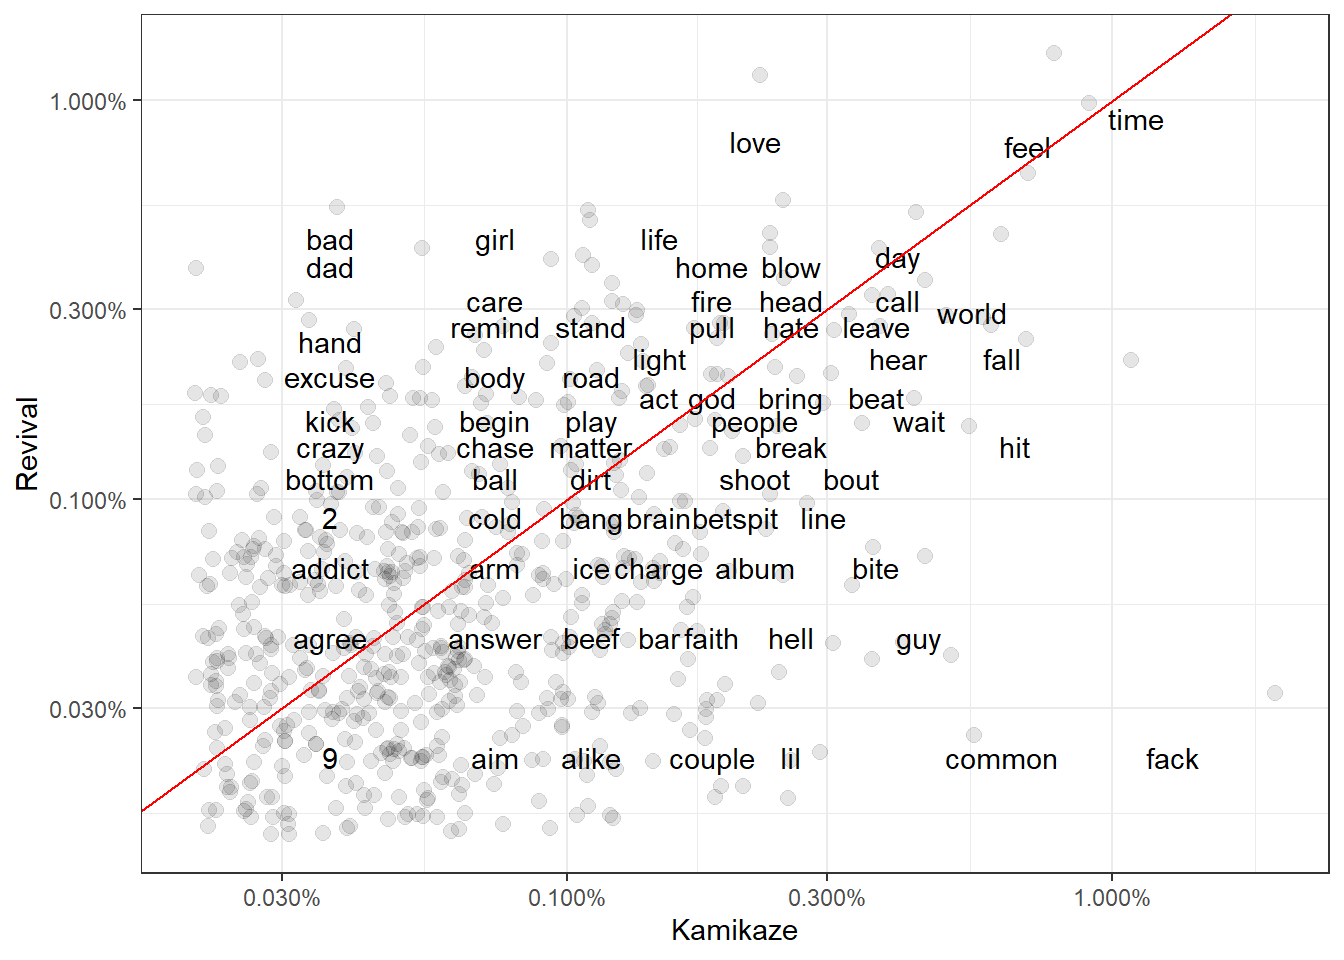 1.000%
time
love
feel
bad girl life
day
dad home blow
care fire head call
0.300%
world
remind stand pull hate leave
hand
light hear fall
excuse body road
act god bring beat
Revival
kick begin play people wait
crazy chase matter break hit
bottom ball dirt shoot bout
0.100%
2 cold bang brain bet spit line
addict arm ice charge album bite
agree answer beef bar faith hell guy
0.030%
9 aim alike couple lil common fack
0.030% 0.100% 0.300% 1.000%
Kamikaze